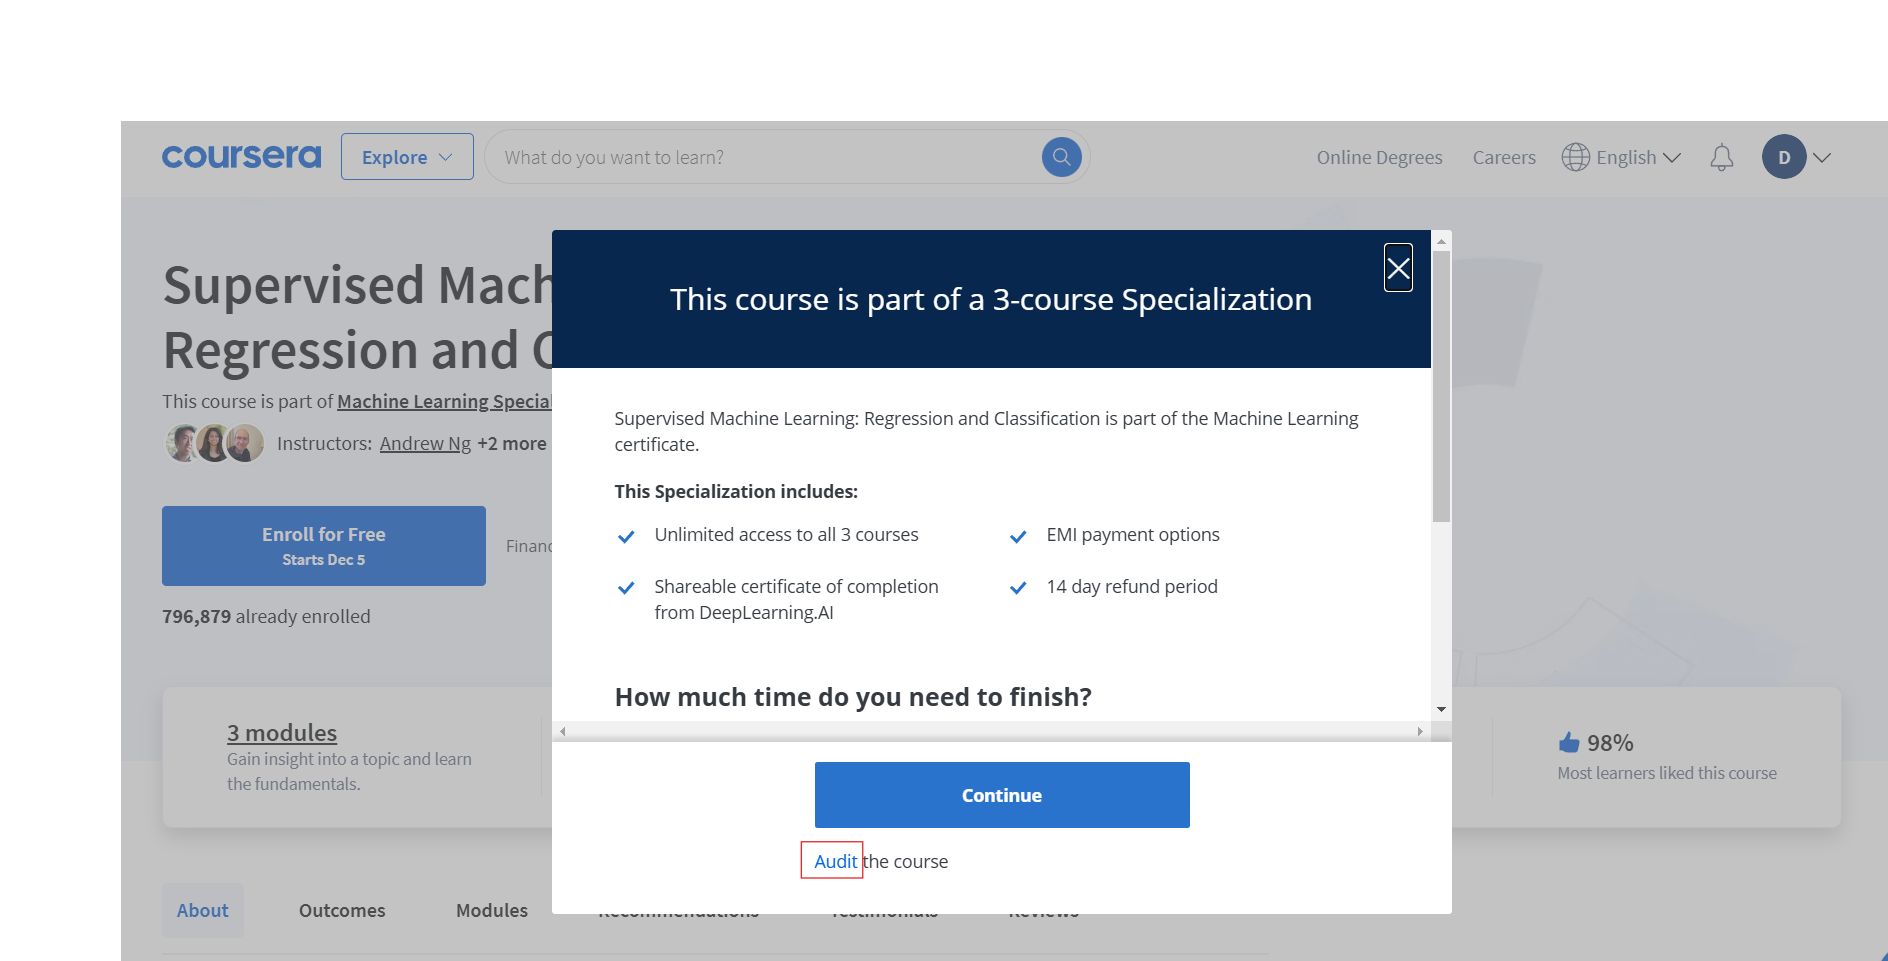 coursera
Explore
What do you want to learn?
Online Degrees
Careers
English
D
Supervised Mach
Regression and C
This course is part of Machine Learning Special
Instructors: Andrew Ng +2 more
Enroll for Free
Starts Dec 5
Financ
796,879 already enrolled
This course is part of a 3-course Specialization
Supervised Machine Learning: Regression and Classification is part of the Machine Learning
certificate.
This Specialization includes:
Unlimited access to all 3 courses
EMI payment options
Shareable certificate of completion
from DeepLearning.AI
14 day refund period
How much time do you need to finish?
Continue
Audit the course
3 modules
Gain insight into a topic and learn
the fundamentals.
98%
Most learners liked this course
About
Outcomes
Modules
Recommendations
Testimonials
Reviews